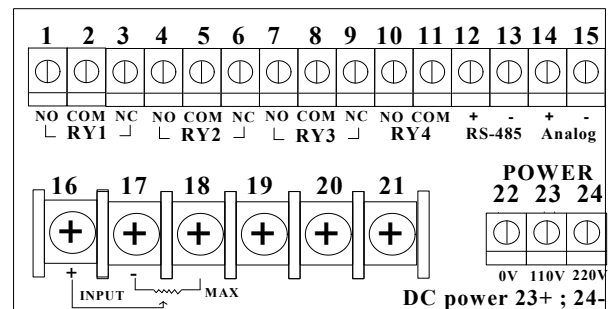 1 2 3 4 5 6 7 8 9 10 11 12 13 14 15
NO COM NC NO COM NC NO COM NC NO COM + - + -
RY1 RY2 RY3 RY4 RS-485 Analog
POWER
16 17 18 19 20 21 22 23 24
+ + + + + +
0V 110V 220V
+ -
INPUT MAX
DC power 23+ ; 24-